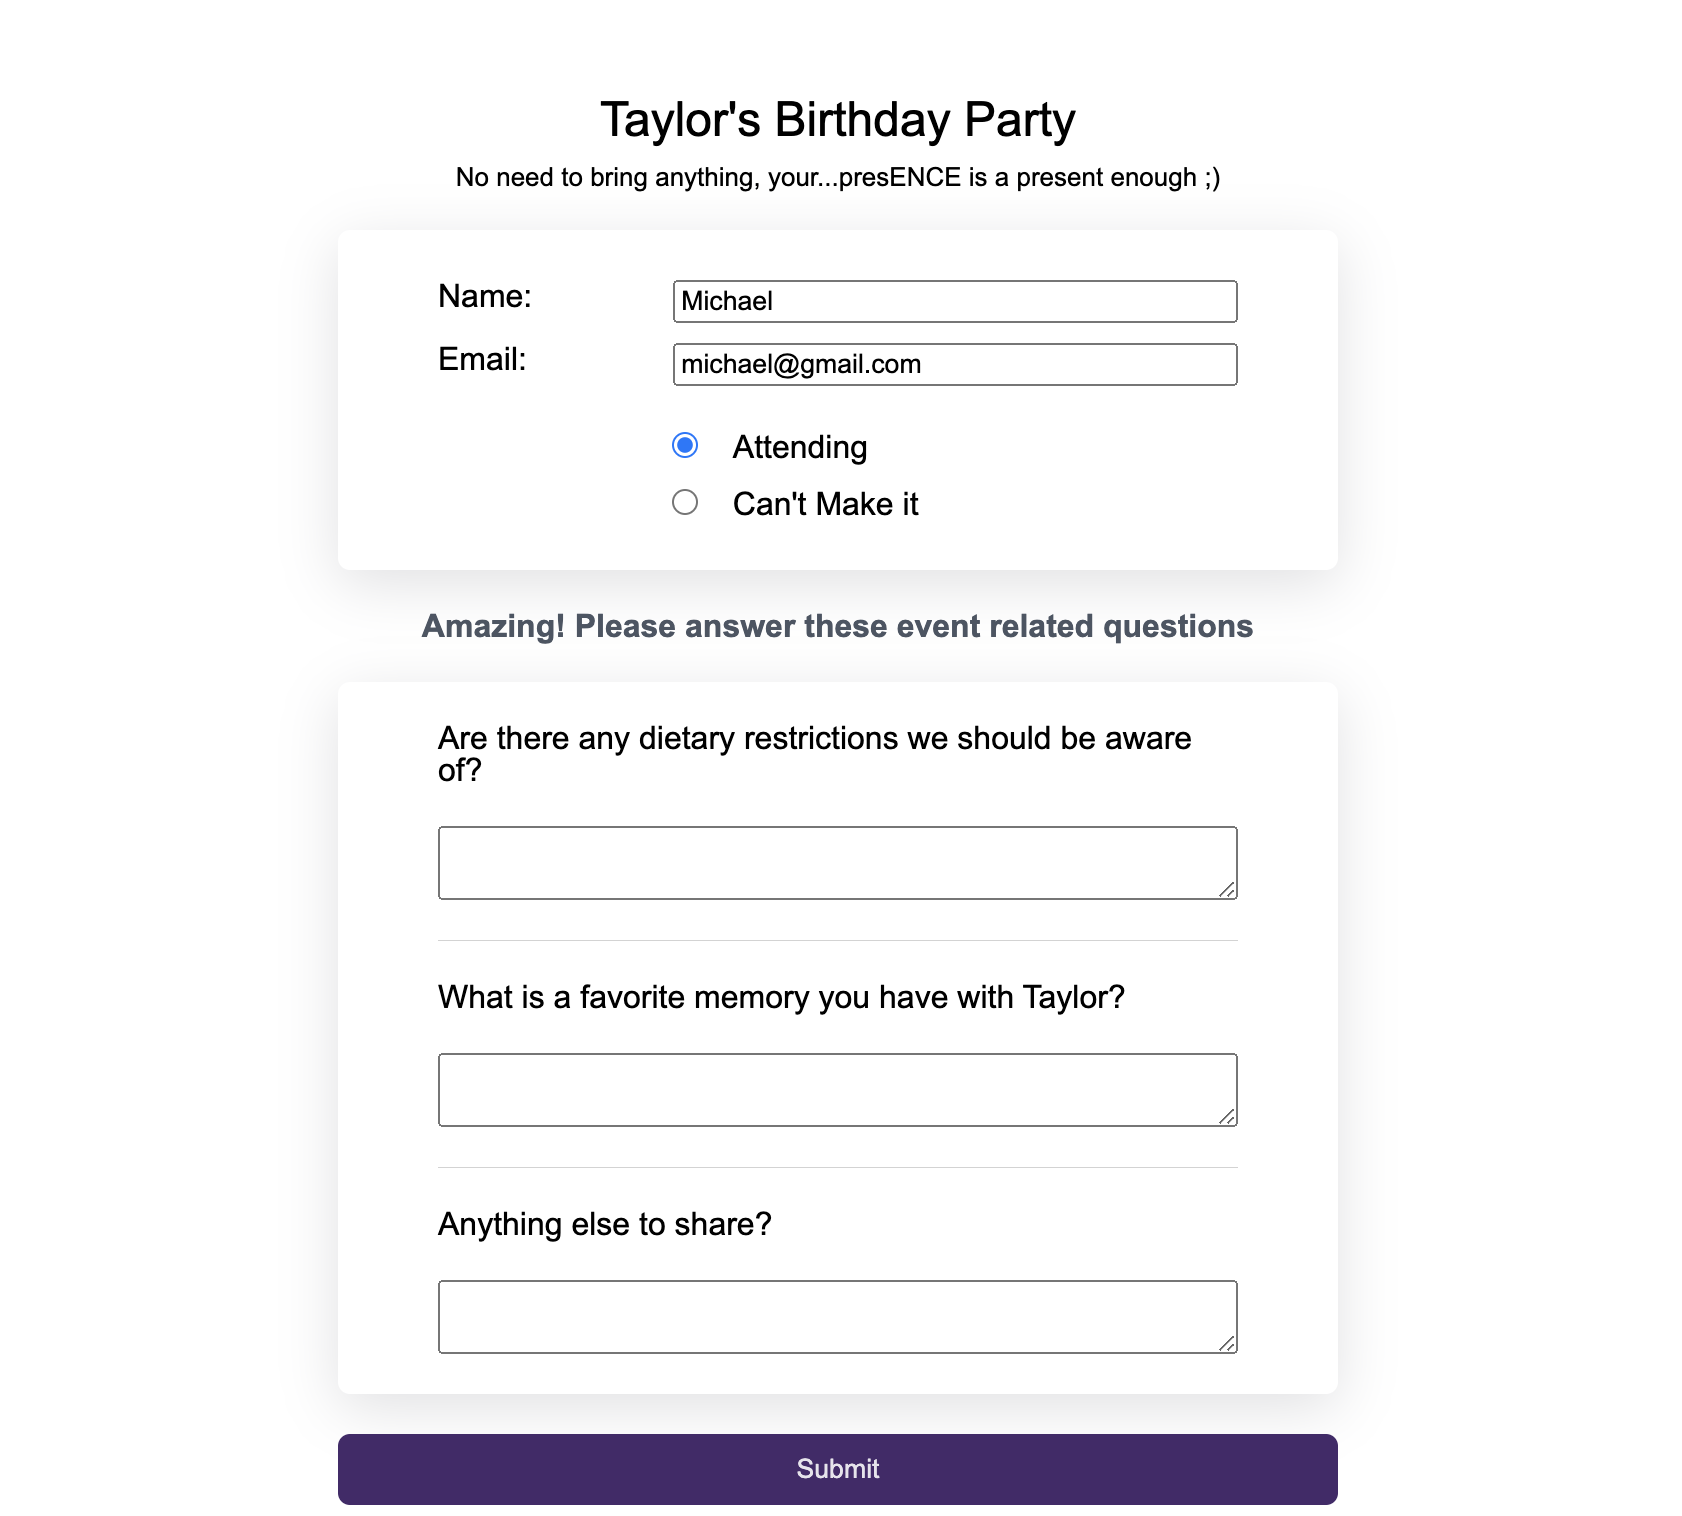 Taylor's Birthday Party
No need to bring anything, your...presENCE is a present enough ;)
Name:
Michael
Email:
michael@gmail.com
Attending
Can't Make it
Amazing! Please answer these event related questions
Are there any dietary restrictions we should be aware
of?
What is a favorite memory you have with Taylor?
Anything else to share?
Submit